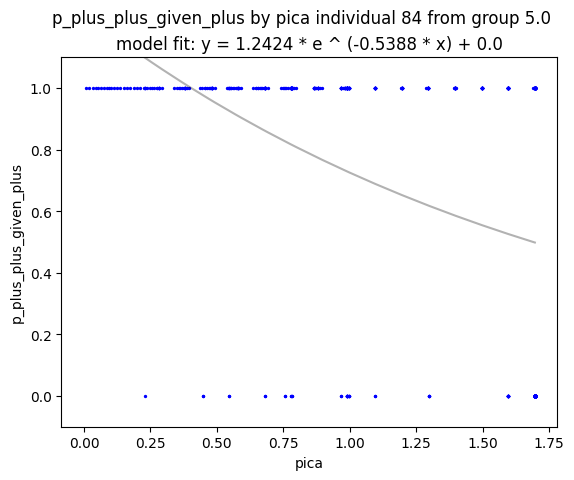 p_plus_plus_given_plus by pica individual 84 from group 5.0
model fit: y = 1.2424 * e ^ (-0.5388 * x) + 0.0
p_plus_plus_given_plus
1.0
0.8
0.6
0.4
0.2
0.0
0.00 0.25 0.50 0.75 1.00 1.25 1.50 1.75
pica